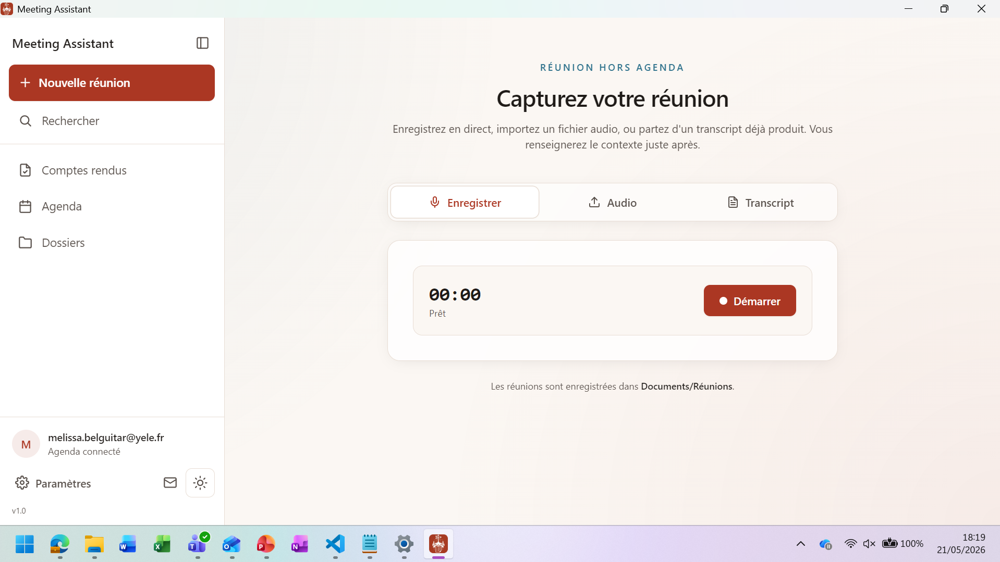 Meeting Assistant
Meeting Assistant
Nouvelle réunion
Rechercher
Comptes rendus
Agenda
Dossiers
melissa.belguitar@yele.fr
M
Agenda connecté
Paramètres
v1.0
RÉUNION HORS AGENDA
Capturez votre réunion
Enregistrez en direct, importez un fichier audio, ou partez d'un transcript déjà produit. Vous
renseignerez le contexte juste après.
Enregistrer
Audio
Transcript
00:00
Prêt
Démarrer
Les réunions sont enregistrées dans Documents/Réunions.
W
X
T
O
P
N
100%
18:19
21/05/2026